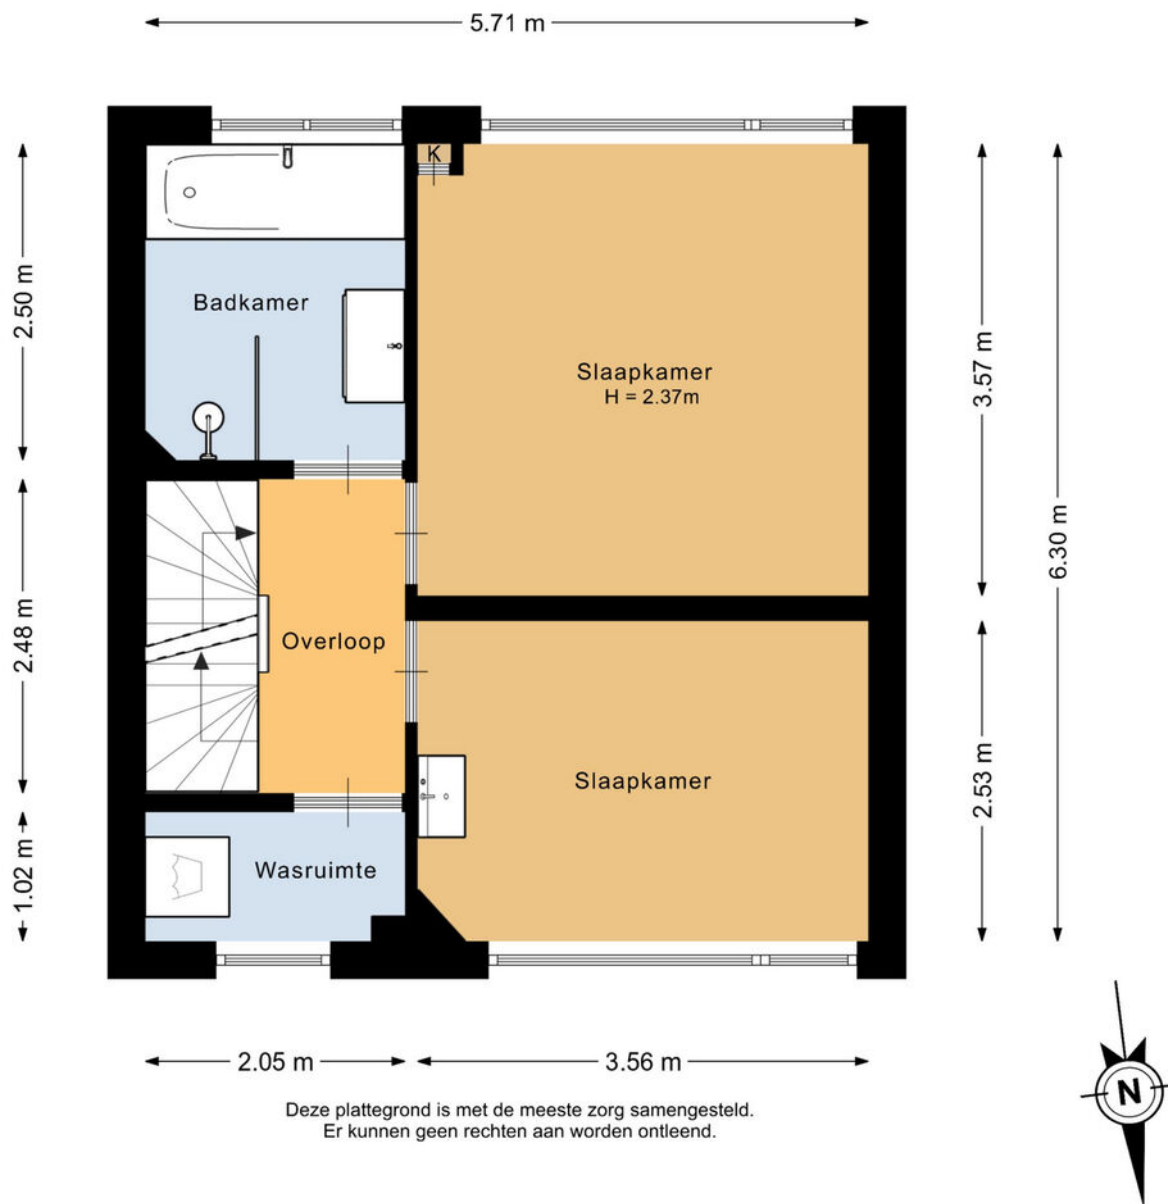 5.71 m
K
2.50 m
Badkamer
Slaapkamer
H = 2.37m
3.57 m
6.30 m
2.48 m
Overloop
Slaapkamer
2.53 m
1.02 m
Wasruimte
2.05 m
3.56 m
N
Deze plattegrond is met de meeste zorg samengesteld.
Er kunnen geen rechten aan worden ontleend.